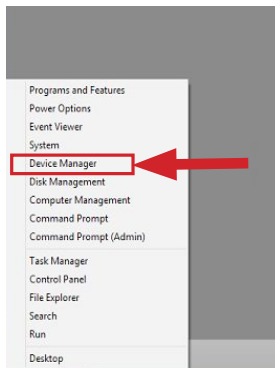 Programs and Features
Power Options
Event Viewer
System
Device Manager
Disk Management
Computer Management
Command Prompt
Command Prompt (Admin)
Task Manager
Control Panel
File Explorer
Search
Run
Desktop